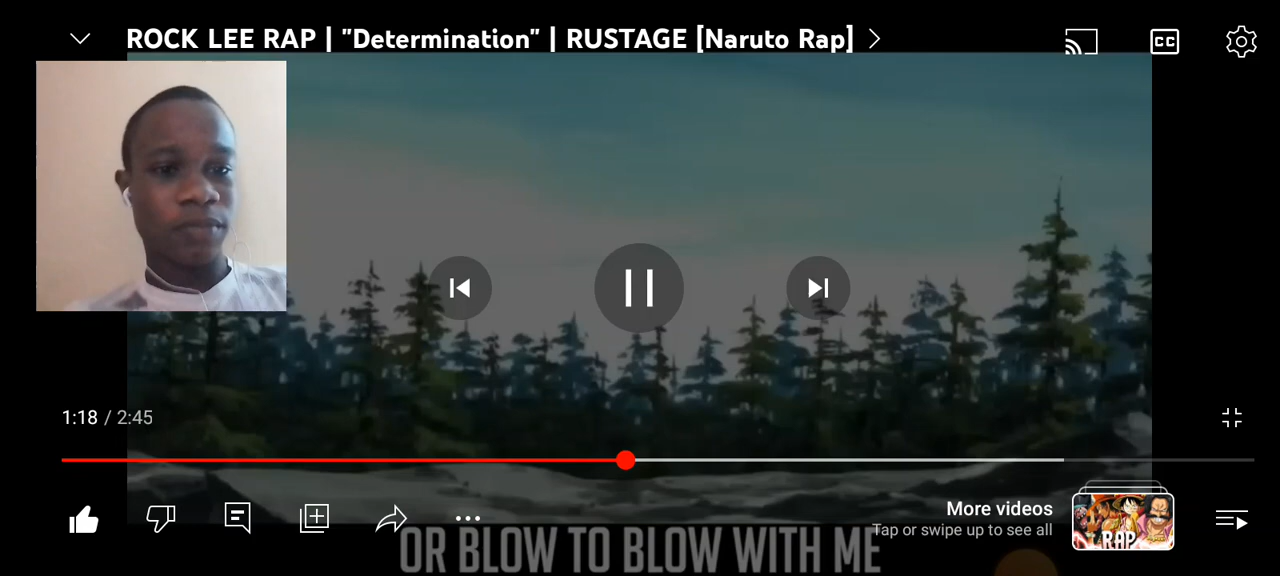 ROCK LEE RAP | "Determination" | RUSTAGE [Naruto Rap]
CC
1:18 / 2:45
More videos
Tap or swipe up to see all
RAP
OR BLOW TO BLOW WITH ME